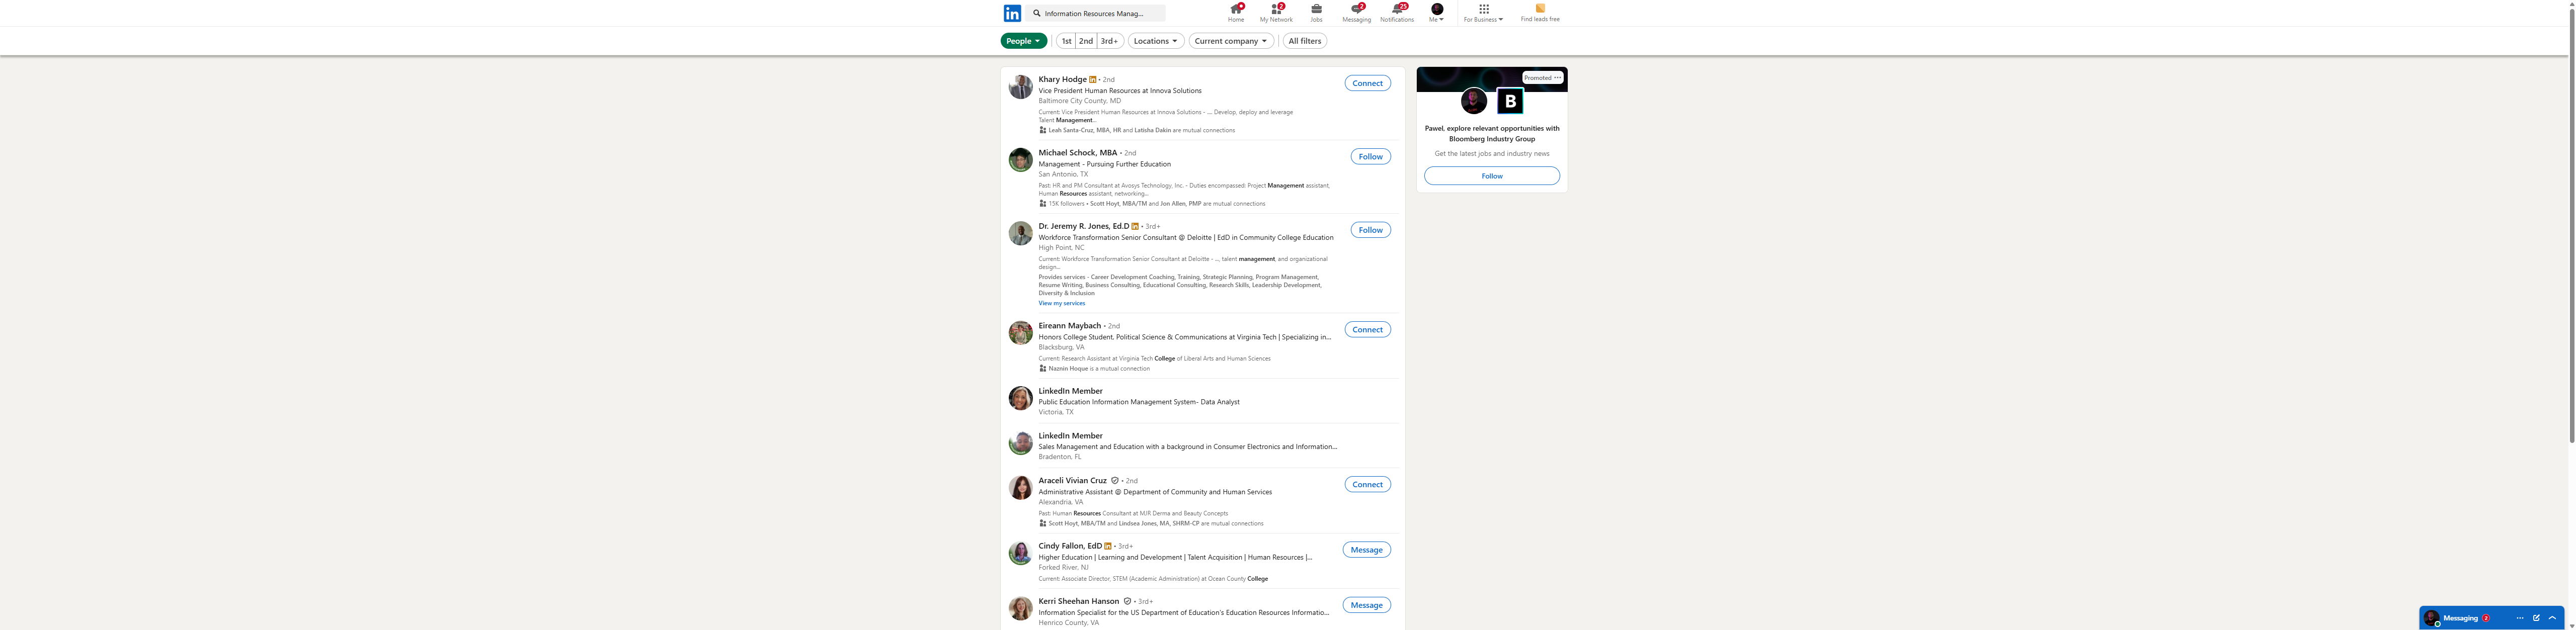 in
Information Resources Manag...
Home
2
My Network
Jobs
2
Messaging
25
Notifications
Me
For Business
Find leads free
People
1st
2nd
3rd+
Locations
Current company
All filters
Khary Hodge in • 2nd
Connect
Vice President Human Resources at Innova Solutions
Baltimore City County, MD
Current: Vice President Human Resources at Innova Solutions - ... Develop, deploy and leverage
Talent Management...
Leah Santa-Cruz, MBA, HR and Latisha Dakin are mutual connections
Michael Schock, MBA • 2nd
Follow
Management - Pursuing Further Education
San Antonio, TX
Past: HR and PM Consultant at Avosys Technology, Inc. - Duties encompassed: Project Management assistant,
Human Resources assistant, networking...
15K followers • Scott Hoyt, MBA/TM and Jon Allen, PMP are mutual connections
Dr. Jeremy R. Jones, Ed.D in • 3rd+
Follow
Workforce Transformation Senior Consultant @ Deloitte | EdD in Community College Education
High Point, NC
Current: Workforce Transformation Senior Consultant at Deloitte - ..., talent management, and organizational
design...
Provides services - Career Development Coaching, Training, Strategic Planning, Program Management,
Resume Writing, Business Consulting, Educational Consulting, Research Skills, Leadership Development,
Diversity & Inclusion
View my services
Eireann Maybach • 2nd
Connect
Honors College Student, Political Science & Communications at Virginia Tech | Specializing in...
Blacksburg, VA
Current: Research Assistant at Virginia Tech College of Liberal Arts and Human Sciences
Naznin Hoque is a mutual connection
LinkedIn Member
Public Education Information Management System- Data Analyst
Victoria, TX
LinkedIn Member
Sales Management and Education with a background in Consumer Electronics and Information...
Bradenton, FL
Araceli Vivian Cruz • 2nd
Connect
Administrative Assistant @ Department of Community and Human Services
Alexandria, VA
Past: Human Resources Consultant at MJR Derma and Beauty Concepts
Scott Hoyt, MBA/TM and Lindsea Jones, MA, SHRM-CP are mutual connections
Cindy Fallon, EdD in • 3rd+
Message
Higher Education | Learning and Development | Talent Acquisition | Human Resources |...
Forked River, NJ
Current: Associate Director, STEM (Academic Administration) at Ocean County College
Kerri Sheehan Hanson • 3rd+
Message
Information Specialist for the US Department of Education's Education Resources Informatio...
Henrico County, VA
Promoted ...
B
Pawel, explore relevant opportunities with
Bloomberg Industry Group
Get the latest jobs and industry news
Follow
Messaging 2